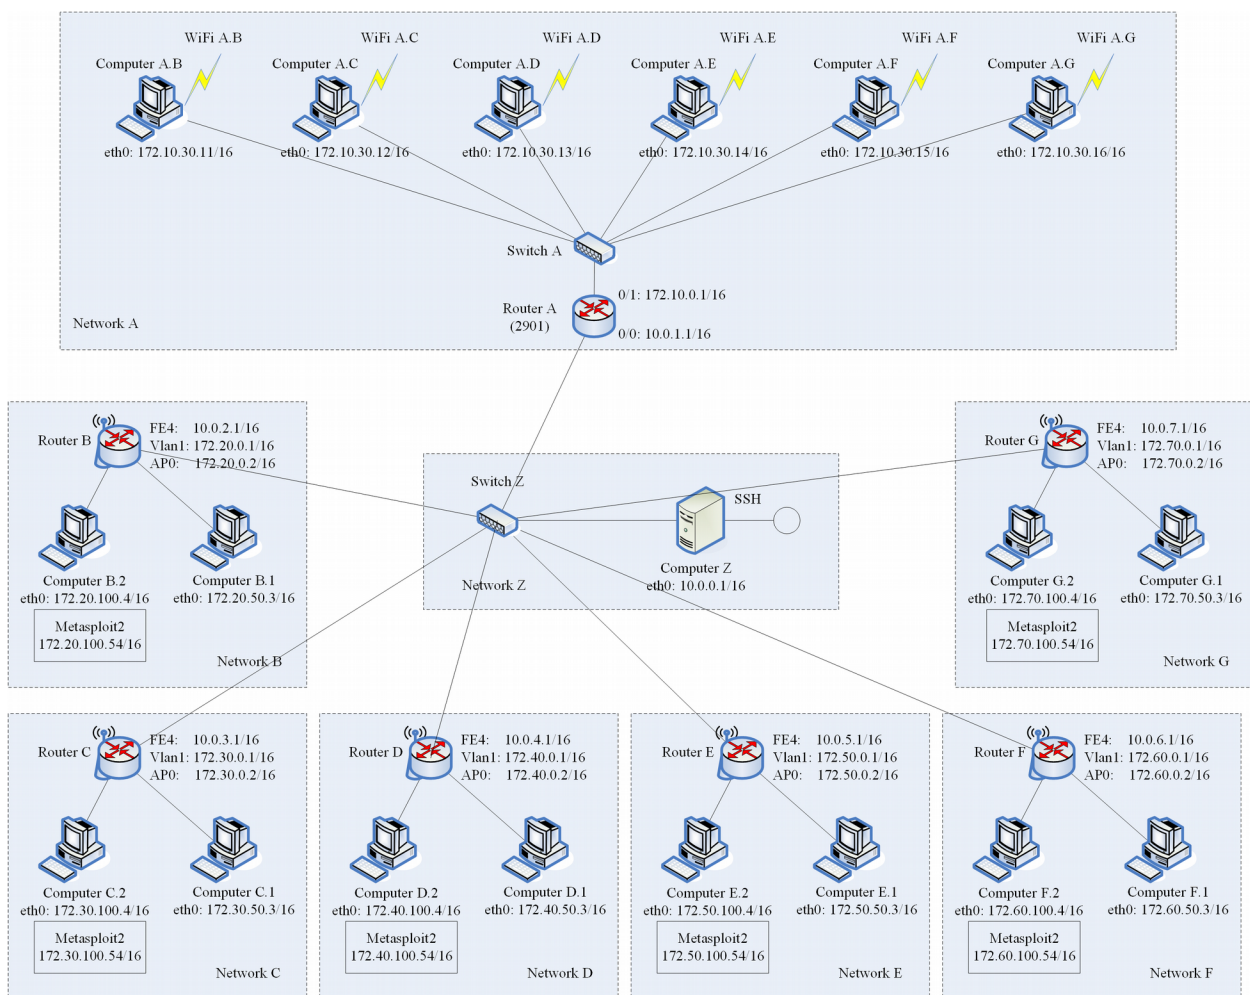 WiFi A.B
WiFi A.C
WiFi A.D
WiFi A.E
WiFi A.F
WiFi A.G
Computer A.B
Computer A.C
Computer A.D
Computer A.E
Computer A.F
Computer A.G
eth0: 172.10.30.11/16
eth0: 172.10.30.12/16
eth0: 172.10.30.13/16
eth0: 172.10.30.14/16
eth0: 172.10.30.15/16
eth0: 172.10.30.16/16
Switch A
0/1: 172.10.0.1/16
Router A
(2901)
0/0: 10.0.1.1/16
Network A
Router B
FE4: 10.0.2.1/16
Vlan1: 172.20.0.1/16
AP0: 172.20.0.2/16
Computer B.2
eth0: 172.20.100.4/16
Computer B.1
eth0: 172.20.50.3/16
Metasploit2
172.20.100.54/16
Network B
Switch Z
SSH
Computer Z
eth0: 10.0.0.1/16
Network Z
Router G
FE4: 10.0.7.1/16
Vlan1: 172.70.0.1/16
AP0: 172.70.0.2/16
Computer G.2
eth0: 172.70.100.4/16
Computer G.1
eth0: 172.70.50.3/16
Metasploit2
172.70.100.54/16
Network G
Router C
FE4: 10.0.3.1/16
Vlan1: 172.30.0.1/16
AP0: 172.30.0.2/16
Computer C.2
eth0: 172.30.100.4/16
Computer C.1
eth0: 172.30.50.3/16
Metasploit2
172.30.100.54/16
Network C
Router D
FE4: 10.0.4.1/16
Vlan1: 172.40.0.1/16
AP0: 172.40.0.2/16
Computer D.2
eth0: 172.40.100.4/16
Computer D.1
eth0: 172.40.50.3/16
Metasploit2
172.40.100.54/16
Network D
Router E
FE4: 10.0.5.1/16
Vlan1: 172.50.0.1/16
AP0: 172.50.0.2/16
Computer E.2
eth0: 172.50.100.4/16
Computer E.1
eth0: 172.50.50.3/16
Metasploit2
172.50.100.54/16
Network E
Router F
FE4: 10.0.6.1/16
Vlan1: 172.60.0.1/16
AP0: 172.60.0.2/16
Computer F.2
eth0: 172.60.100.4/16
Computer F.1
eth0: 172.60.50.3/16
Metasploit2
172.60.100.54/16
Network F